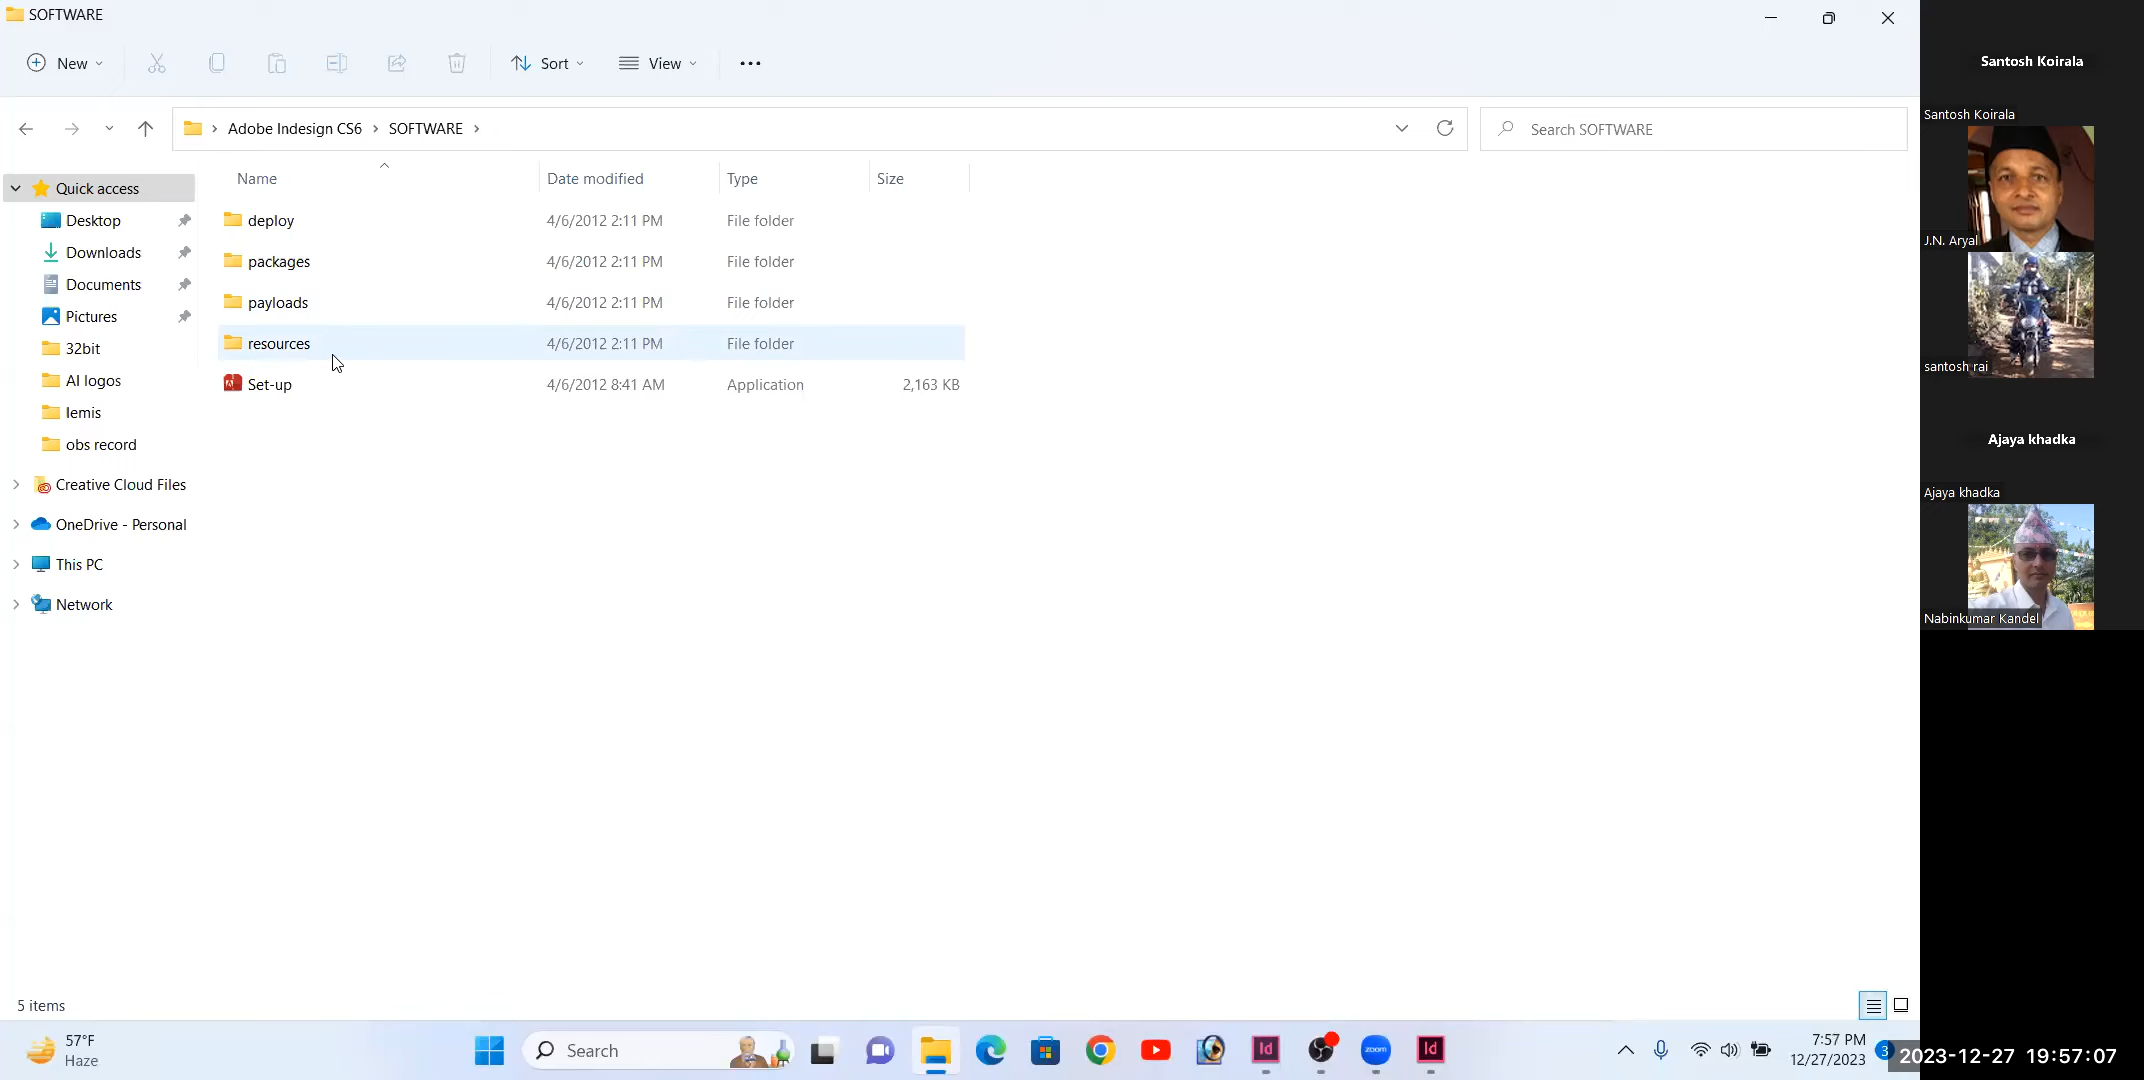 SOFTWARE
New
Sort
View
Adobe Indesign CS6 > SOFTWARE >
Search SOFTWARE
Quick access
Desktop
Downloads
Documents
Pictures
32bit
AI logos
Iemis
obs record
Creative Cloud Files
OneDrive - Personal
This PC
Network
Name Date modified Type Size
deploy 4/6/2012 2:11 PM File folder
packages 4/6/2012 2:11 PM File folder
payloads 4/6/2012 2:11 PM File folder
resources 4/6/2012 2:11 PM File folder
Set-up 4/6/2012 8:41 AM Application 2,163 KB
5 items
57°F
Haze
Search
Id
zoom
Id
7:57 PM
12/27/2023
3
Santosh Koirala
Santosh Koirala
J.N. Aryal
santosh rai
Ajaya khadka
Ajaya khadka
Nabinkumar Kandel
2023-12-27 19:57:07